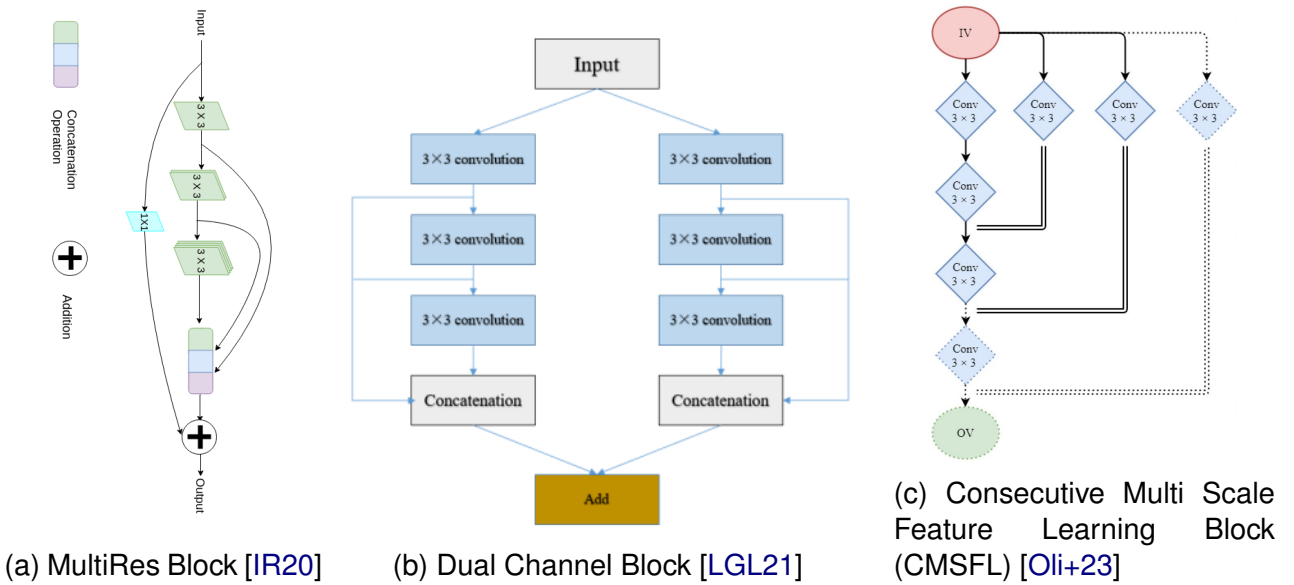 Input
Concatenation
Operation
3 X 3
3 X 3
1X1
3 X 3
Addition
Output
(a) MultiRes Block [IR20]
Input
3×3 convolution
3×3 convolution
3×3 convolution
3×3 convolution
3×3 convolution
3×3 convolution
Concatenation
Concatenation
Add
(b) Dual Channel Block [LGL21]
IV
Conv
3 × 3
Conv
3 × 3
Conv
3 × 3
Conv
3 × 3
Conv
3 × 3
Conv
3 × 3
Conv
3 × 3
OV
(c) Consecutive Multi Scale
Feature Learning Block
(CMSFL) [Oli+23]